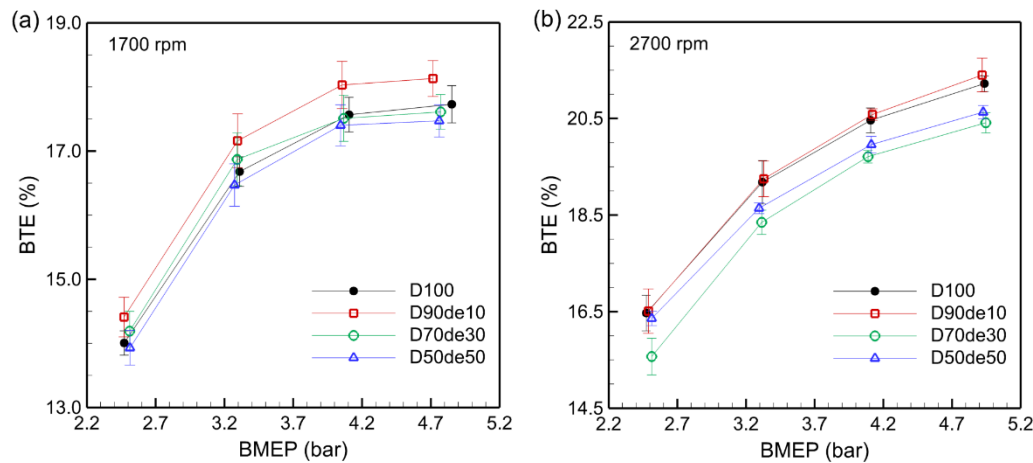 (a)
1700 rpm
BTE (%)
19.0
17.0
15.0
13.0
D100
D90de10
D70de30
D50de50
2.2 2.7 3.2 3.7 4.2 4.7 5.2
BMEP (bar)
(b)
2700 rpm
BTE (%)
22.5
20.5
18.5
16.5
14.5
D100
D90de10
D70de30
D50de50
2.2 2.7 3.2 3.7 4.2 4.7 5.2
BMEP (bar)